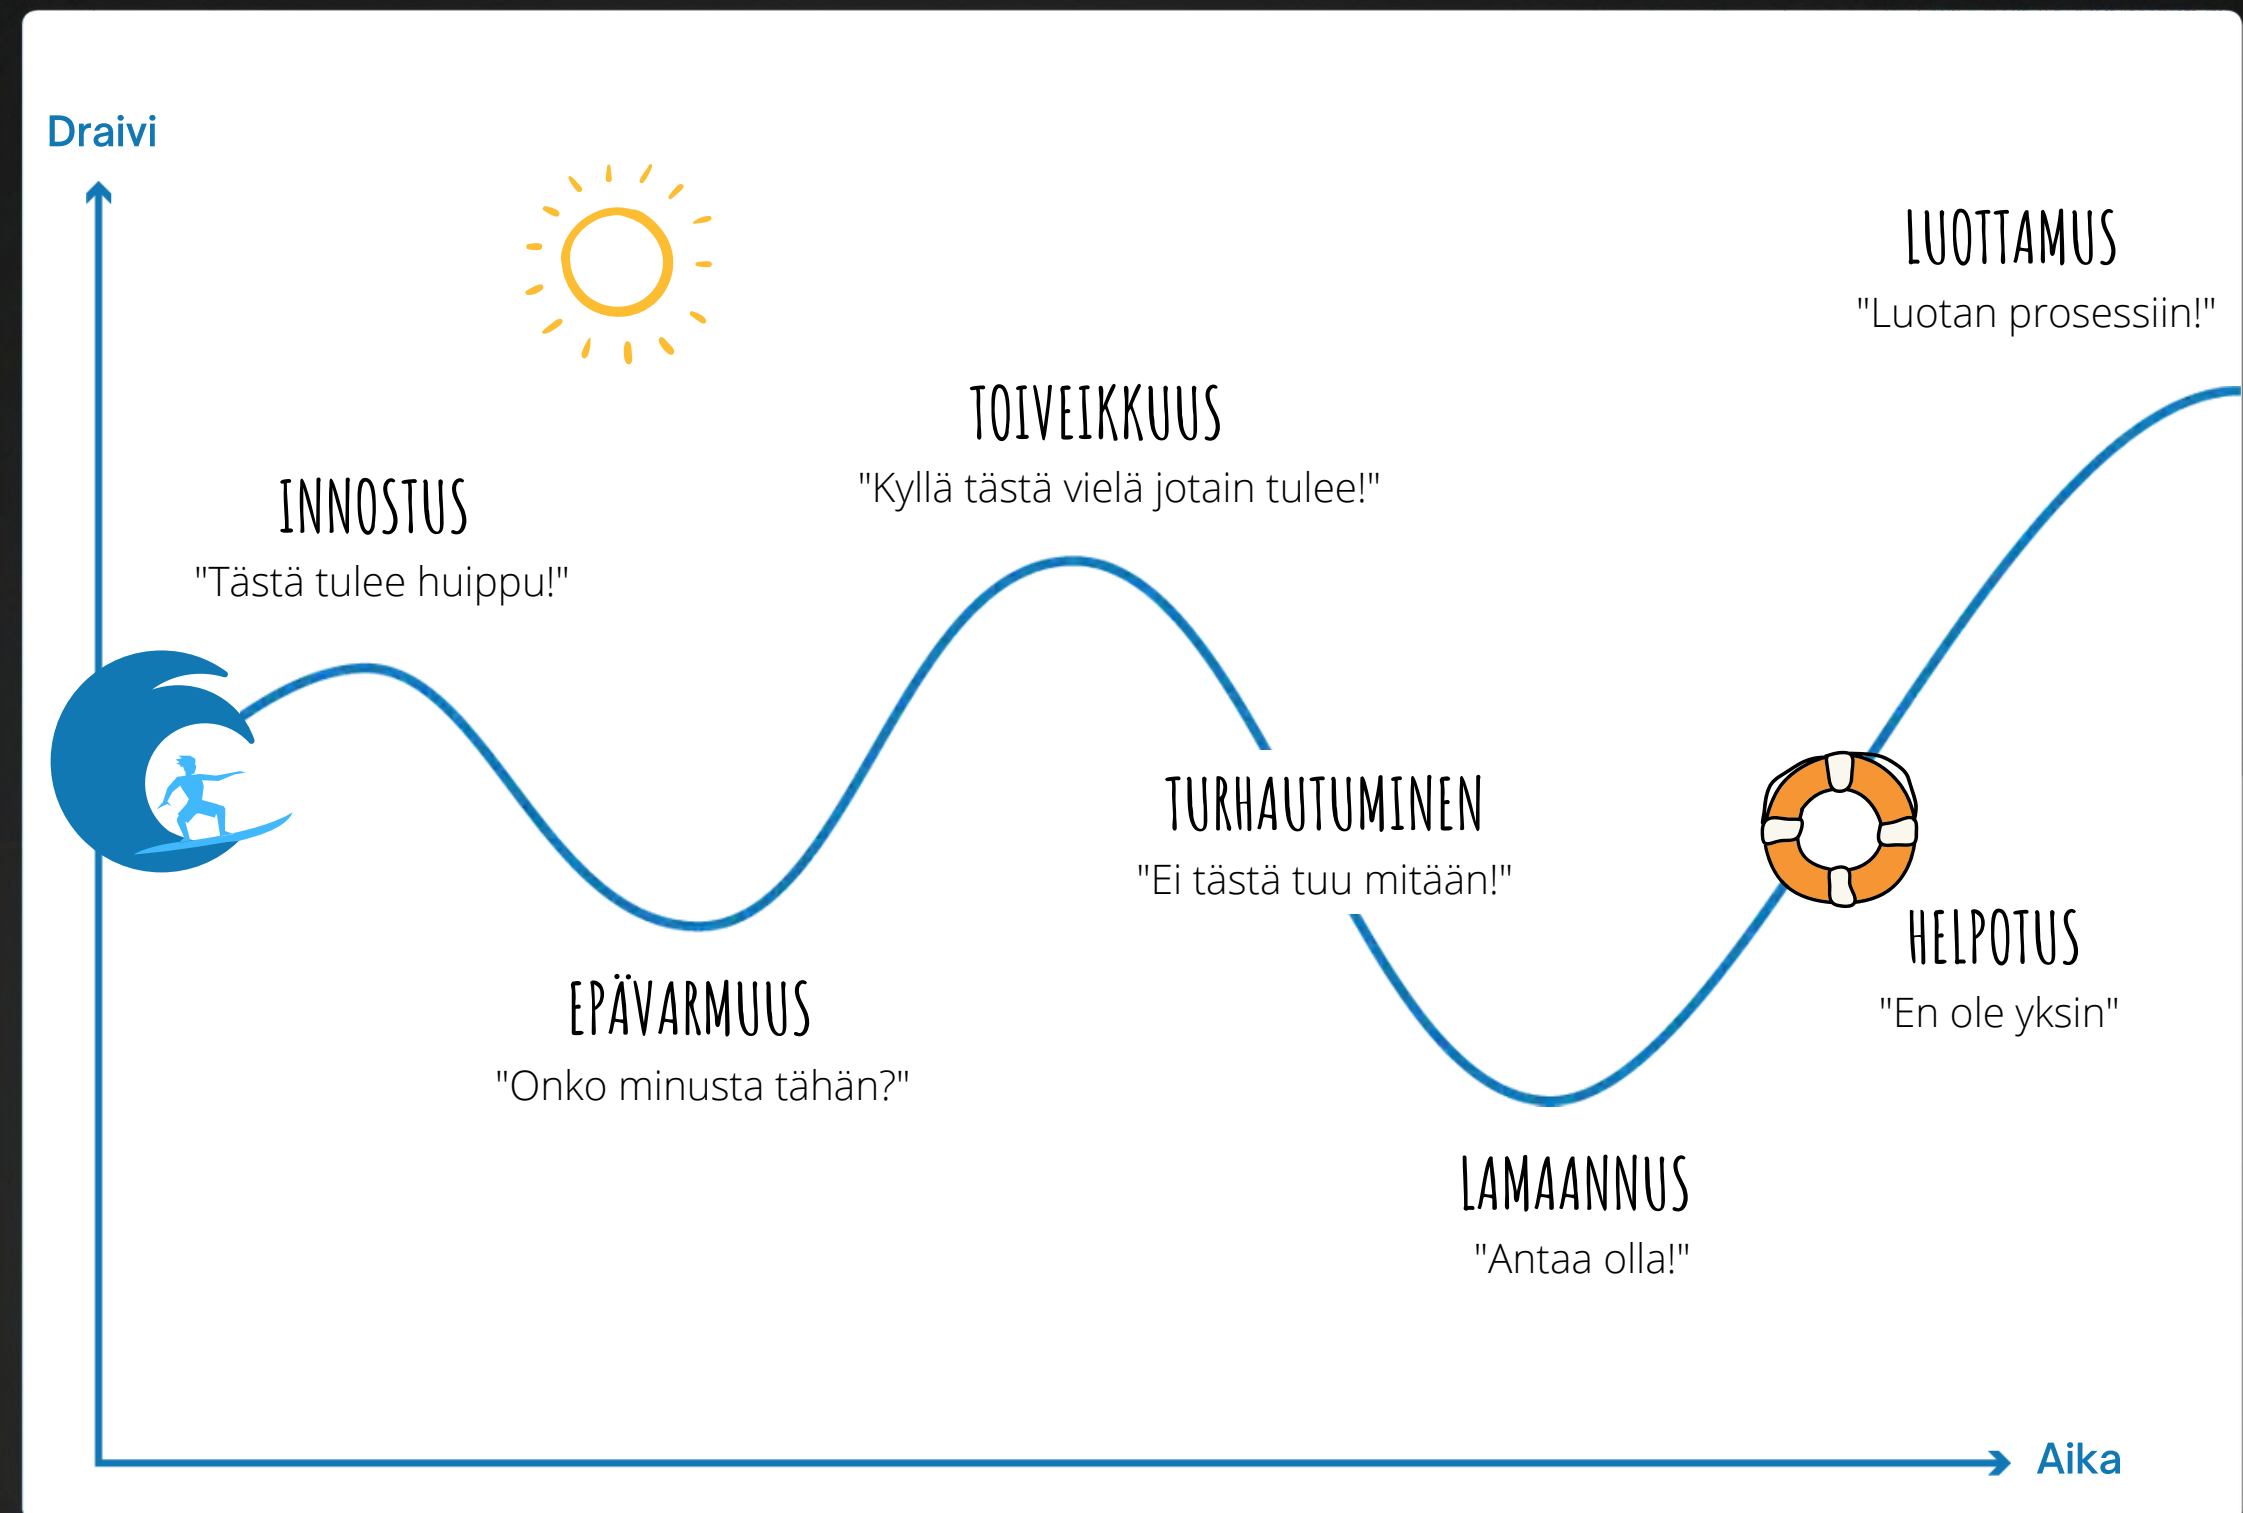 Draivi
INNOSTUS
"Tästä tulee huippu!"
EPÄVARMUUS
"Onko minusta tähän?"
TOIVEIKKUUS
"Kyllä tästä vielä jotain tulee!"
TURHAUTUMINEN
"Ei tästä tuu mitään!"
LAMAANNUS
"Antaa olla!"
HELPOTUS
"En ole yksin"
LUOTTAMUS
"Luotan prosessiin!"
Aika